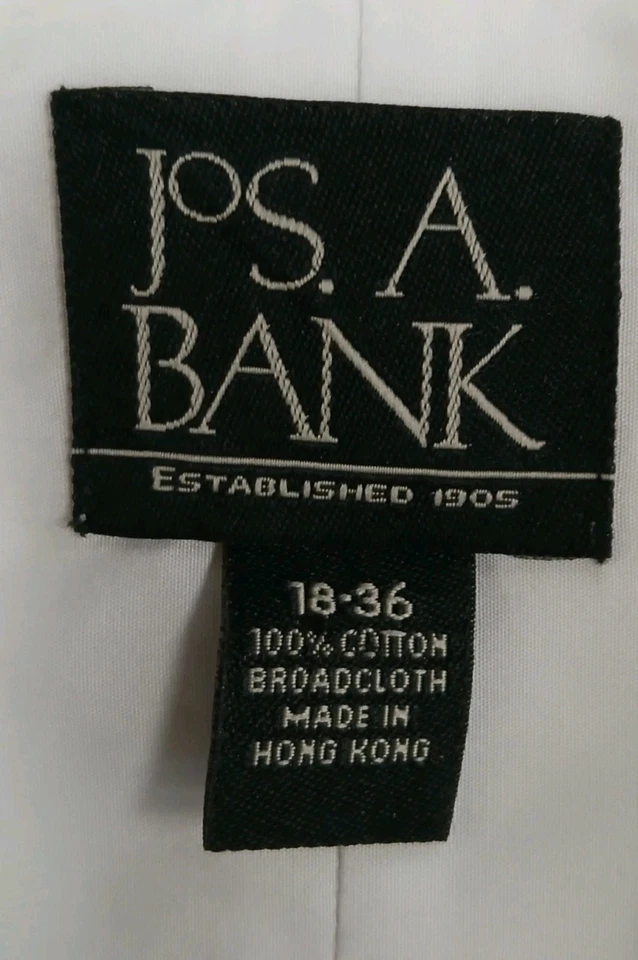 JOS. A.
BANK
ESTABLISHED 1905
18-36
100% COTTON
BROADCLOTH
MADE IN
HONG KONG